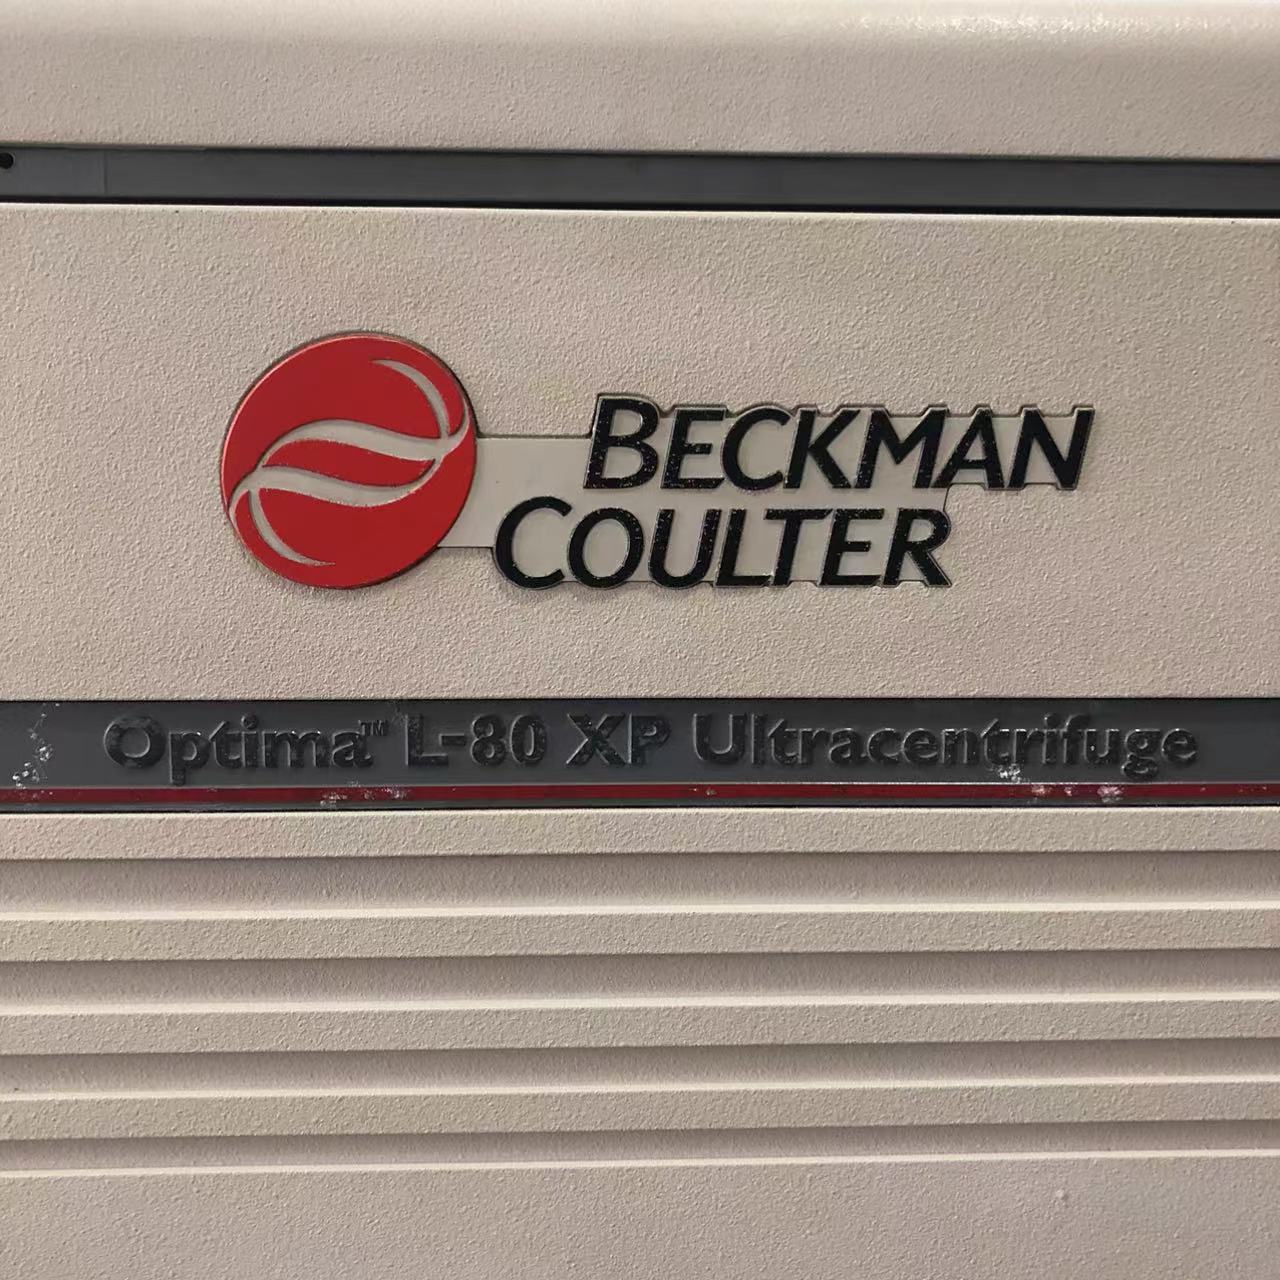 BECKMAN
COULTER
Optima™ L-80 XP Ultracentrifuge